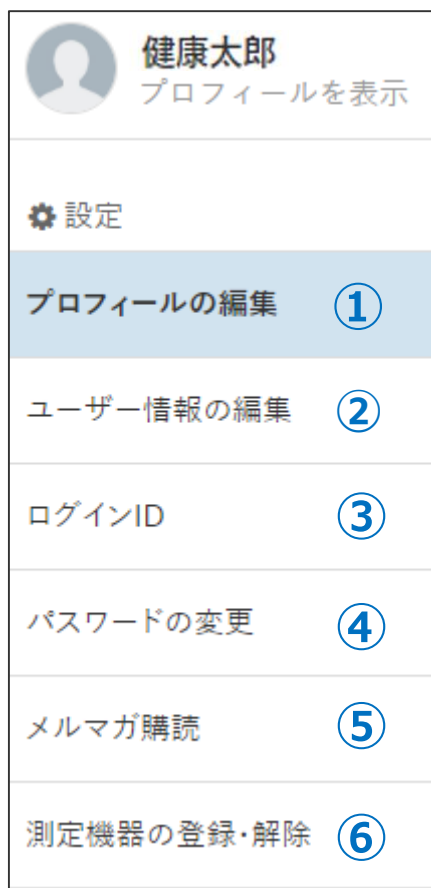 健康太郎
プロフィールを表示
設定
プロフィールの編集 ①
ユーザー情報の編集 ②
ログインID ③
パスワードの変更 ④
メルマガ購読 ⑤
測定機器の登録・解除 ⑥